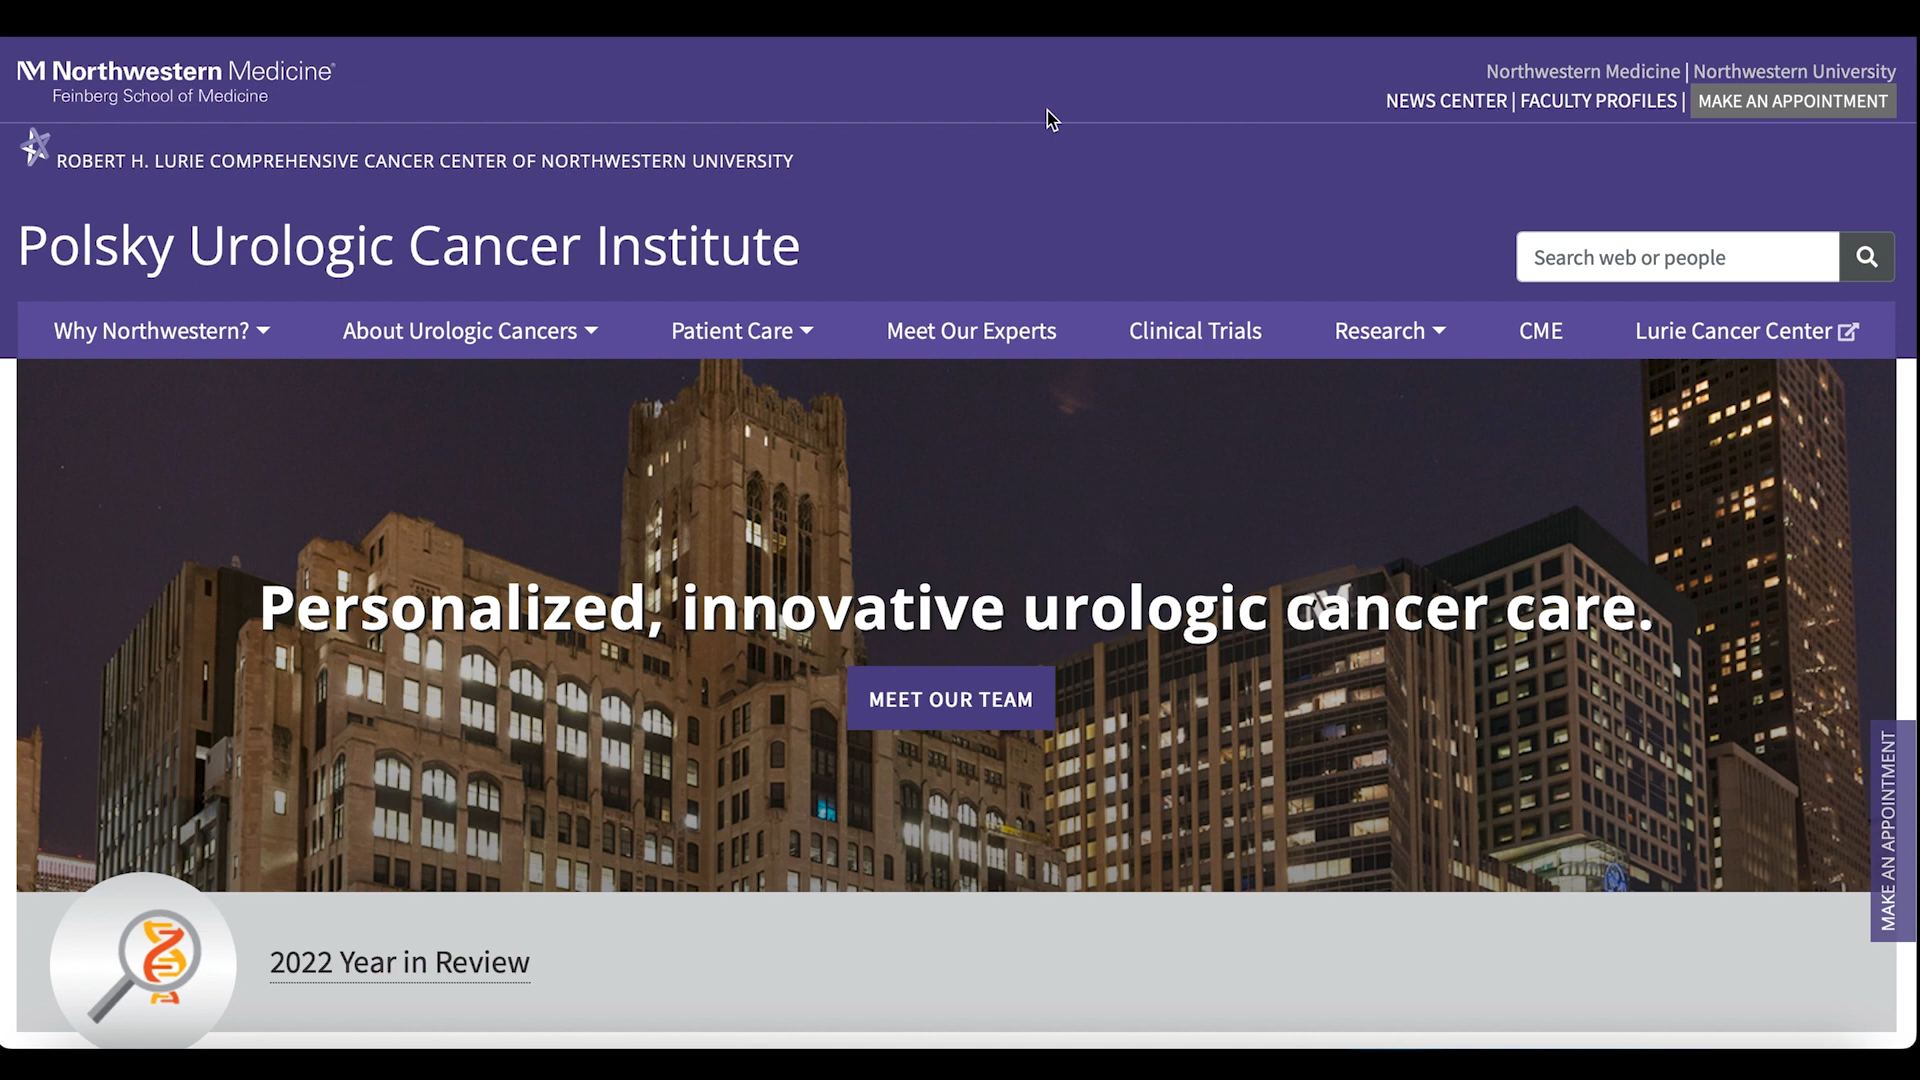 Northwestern Medicine®
Feinberg School of Medicine
Northwestern Medicine | Northwestern University
NEWS CENTER | FACULTY PROFILES | MAKE AN APPOINTMENT
ROBERT H. LURIE COMPREHENSIVE CANCER CENTER OF NORTHWESTERN UNIVERSITY
Polsky Urologic Cancer Institute
Search web or people
Why Northwestern? About Urologic Cancers Patient Care Meet Our Experts Clinical Trials Research CME Lurie Cancer Center
Personalized, innovative urologic cancer care.
MEET OUR TEAM
MAKE AN APPOINTMENT
2022 Year in Review